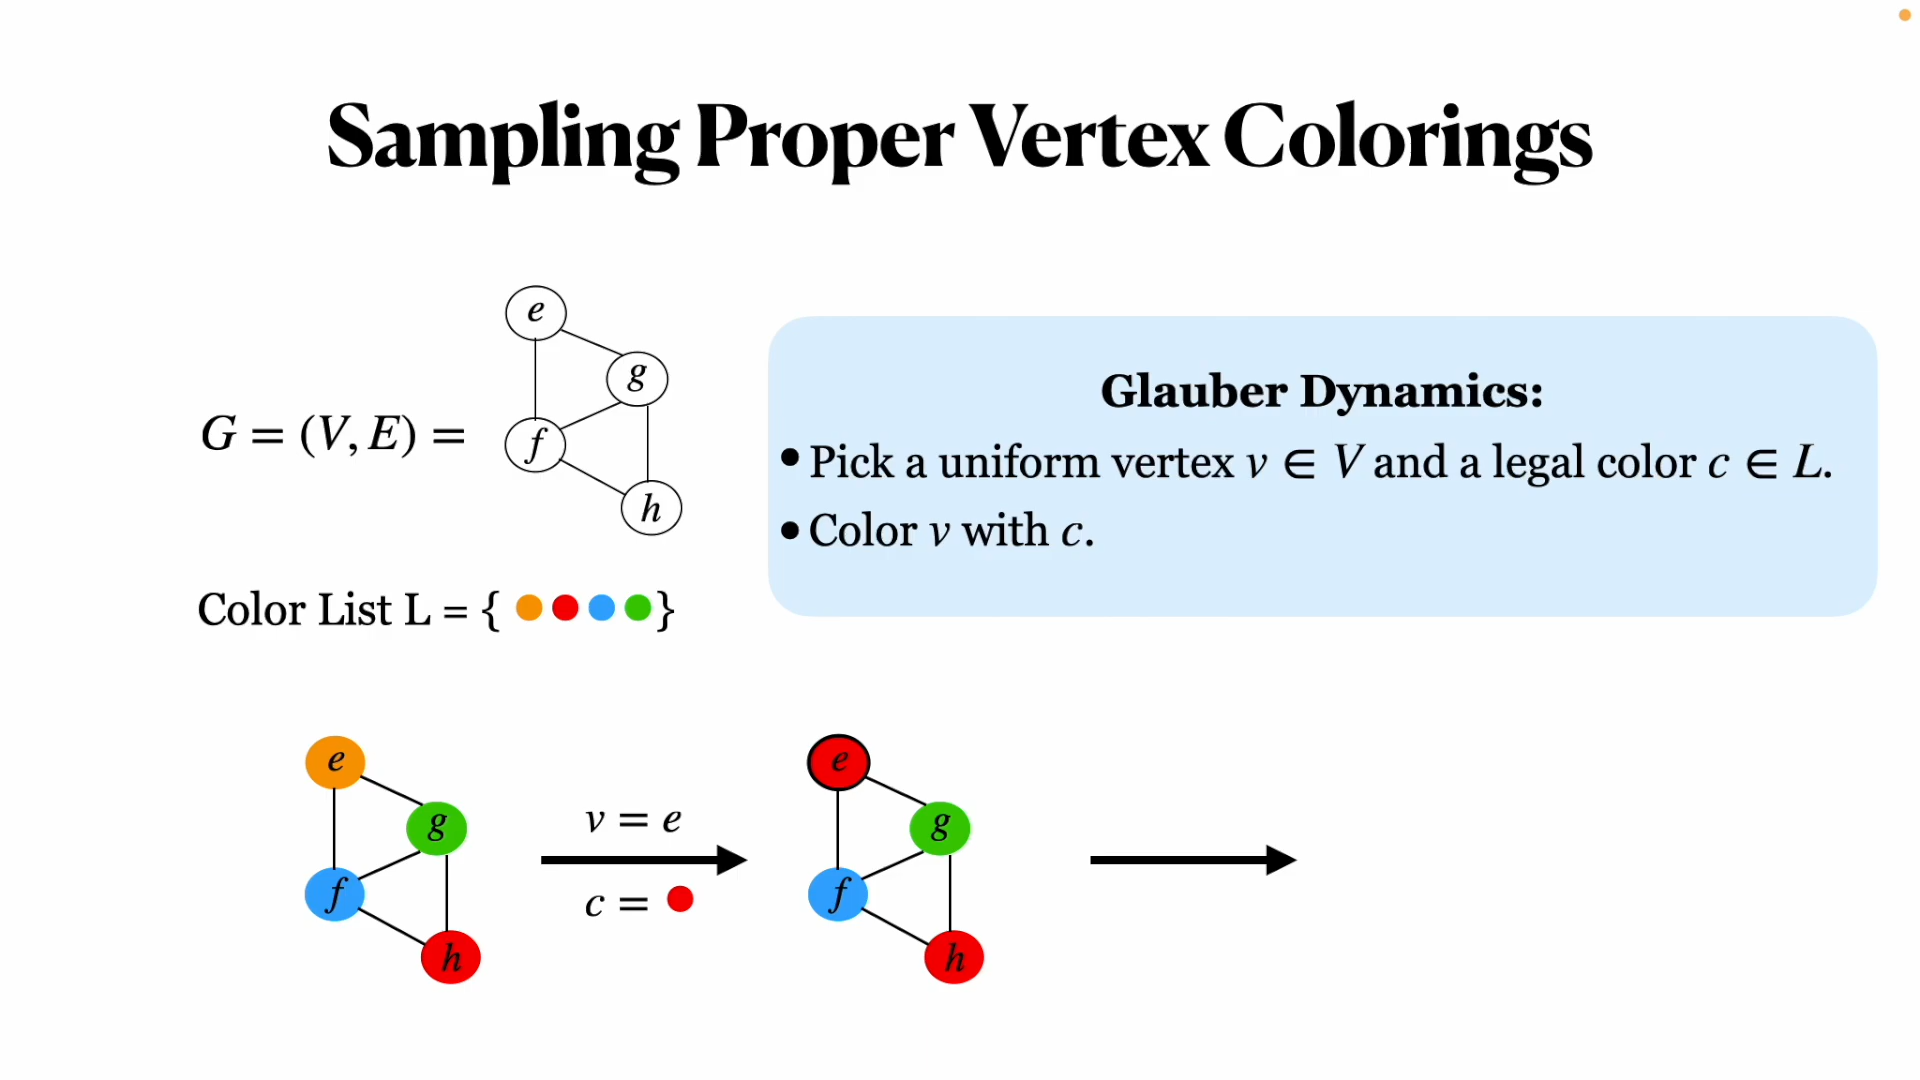 Sampling Proper Vertex Colorings
e
g
G = (V, E) =
f
h
Glauber Dynamics:
• Pick a uniform vertex v ∈ V and a legal color c ∈ L.
• Color v with c.
Color List L = { }
e
g
f
h
v = e
c =
e
g
f
h